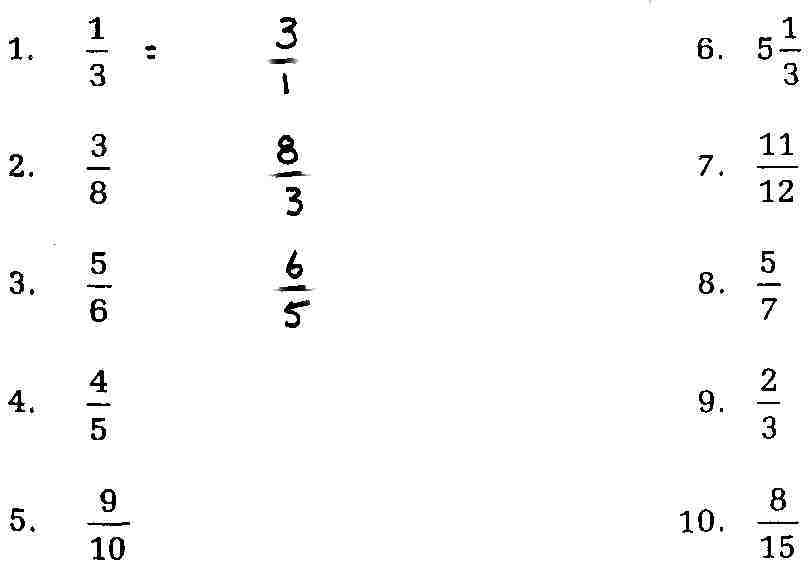 1. 1/3 = 3/1
2. 3/8 8/3
3. 5/6 6/5
4. 4/5
5. 9/10
6. 5 1/3
7. 11/12
8. 5/7
9. 2/3
10. 8/15